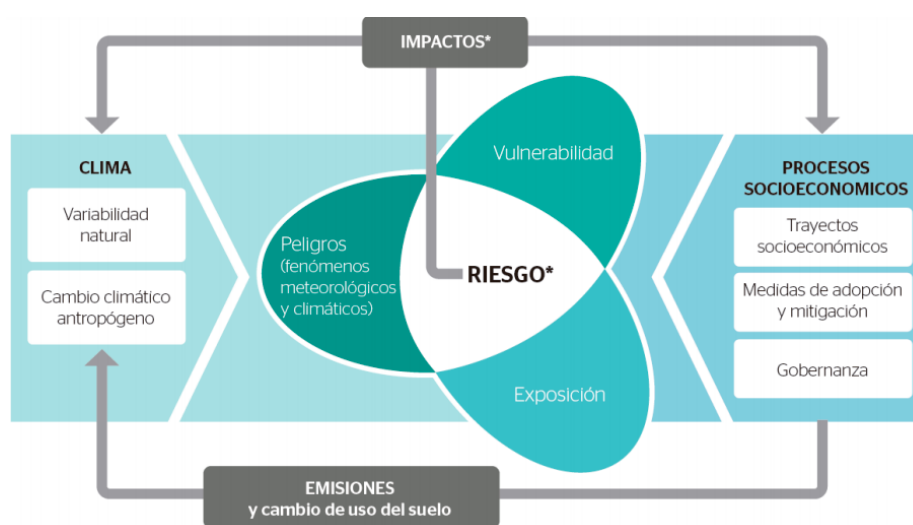 IMPACTOS*
CLIMA
Variabilidad
natural
Cambio climático
antropógeno
Peligros
(fenómenos
meteorológicos
y climáticos)
Vulnerabilidad
RIESGO*
Exposición
PROCESOS
SOCIOECONOMICOS
Trayectos
socioeconómicos
Medidas de adopción
y mitigación
Gobernanza
EMISIONES
y cambio de uso del suelo